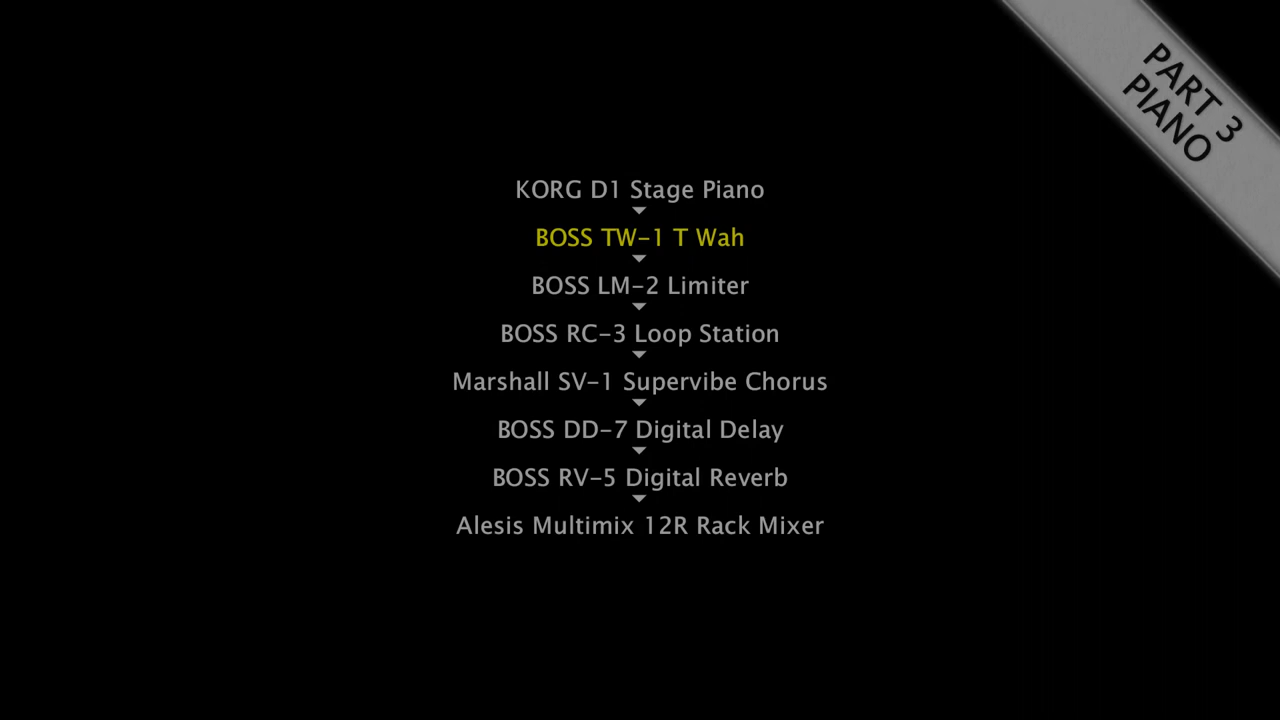 PART 3
PIANO
KORG D1 Stage Piano
BOSS TW-1 T Wah
BOSS LM-2 Limiter
BOSS RC-3 Loop Station
Marshall SV-1 Supervibe Chorus
BOSS DD-7 Digital Delay
BOSS RV-5 Digital Reverb
Alesis Multimix 12R Rack Mixer